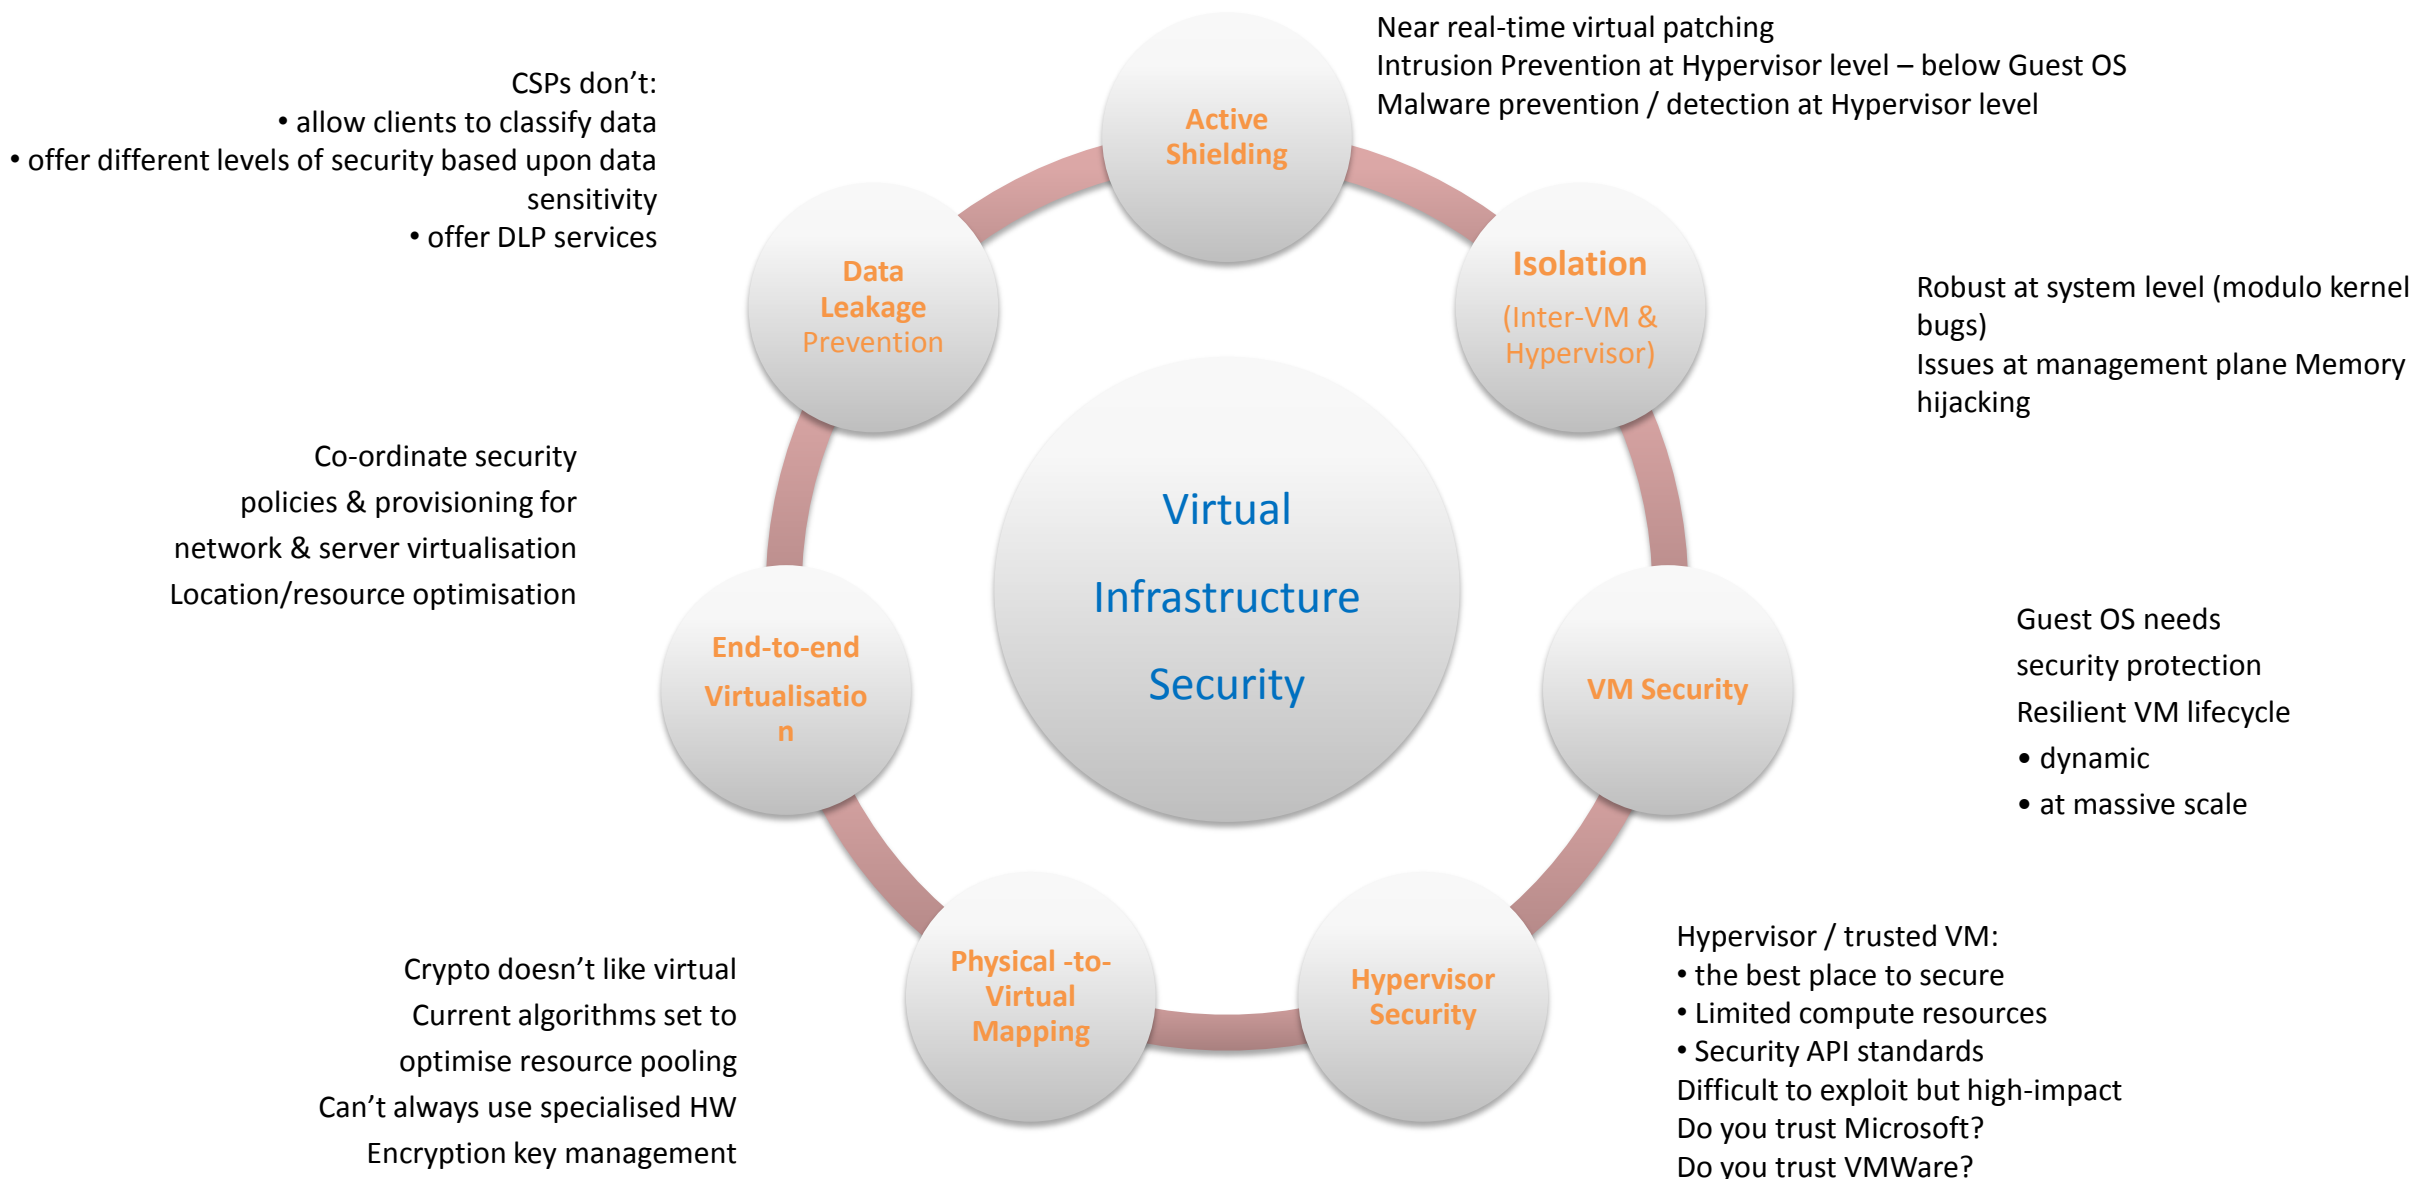 Near real-time virtual patching
Intrusion Prevention at Hypervisor level – below Guest OS
Malware prevention / detection at Hypervisor level
Active
Shielding
CSPs don’t:
• allow clients to classify data
• offer different levels of security based upon data
sensitivity
• offer DLP services
Data
Leakage
Prevention
Isolation
(Inter-VM &
Hypervisor)
Robust at system level (modulo kernel
bugs)
Issues at management plane Memory
hijacking
Co-ordinate security
policies & provisioning for
network & server virtualisation
Location/resource optimisation
Virtual
Infrastructure
Security
End-to-end
Virtualisatio
n
VM Security
Guest OS needs
security protection
Resilient VM lifecycle
• dynamic
• at massive scale
Crypto doesn’t like virtual
Current algorithms set to
optimise resource pooling
Can’t always use specialised HW
Encryption key management
Physical -to-
Virtual
Mapping
Hypervisor
Security
Hypervisor / trusted VM:
• the best place to secure
• Limited compute resources
• Security API standards
Difficult to exploit but high-impact
Do you trust Microsoft?
Do you trust VMWare?